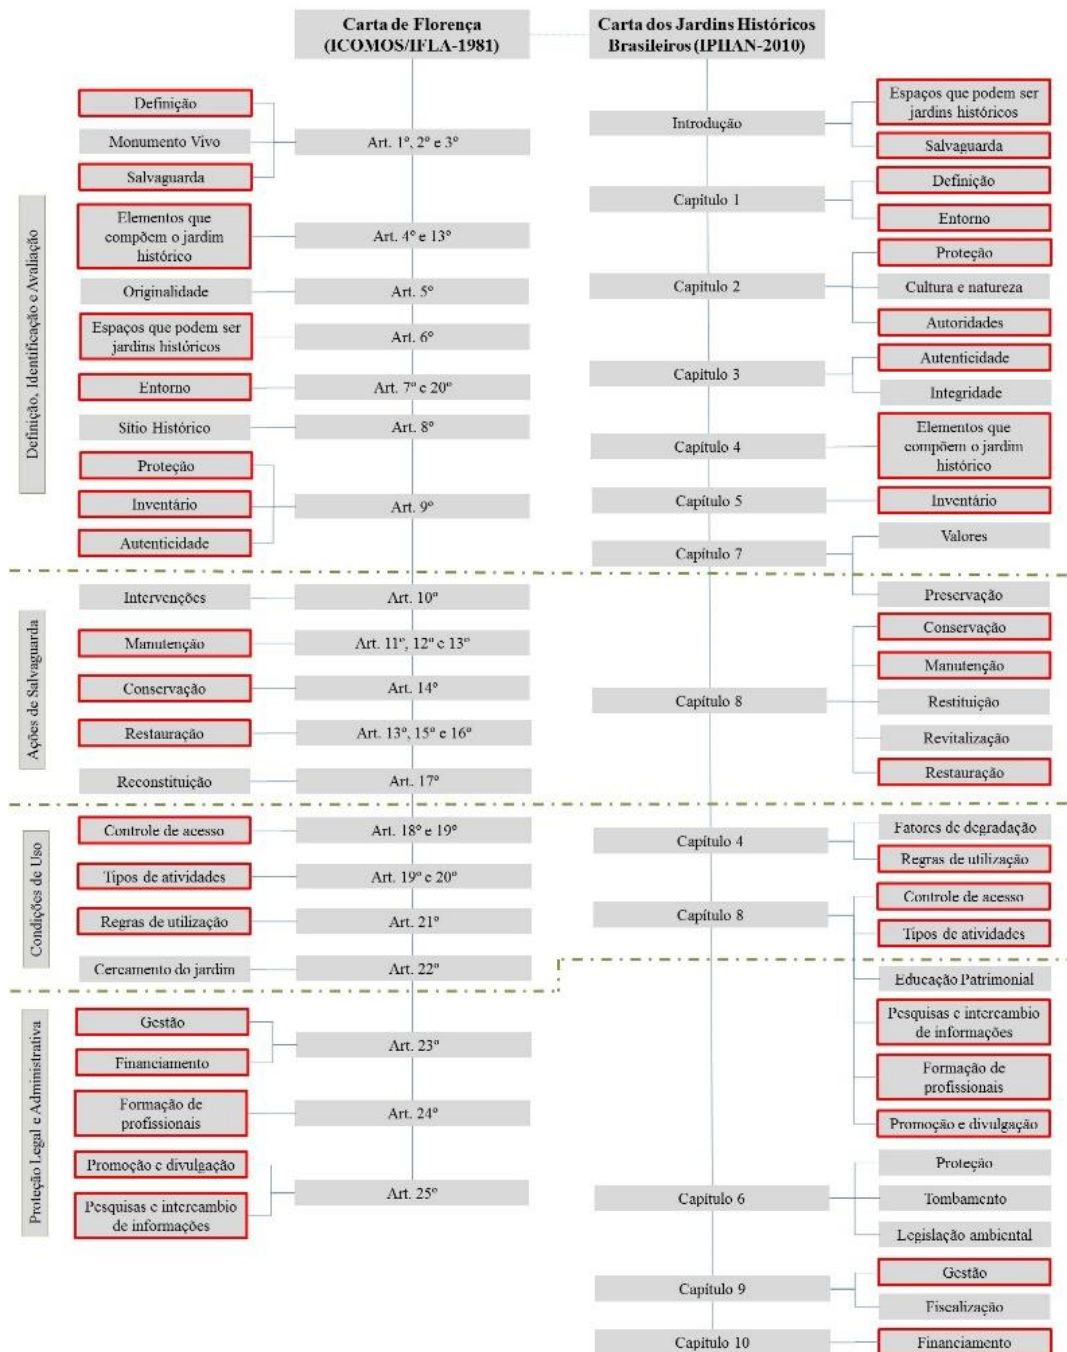 Carta de Florença
(ICOMOS/IFLA-1981)
Carta dos Jardins Históricos
Brasileiros (IPHAN-2010)
Definição, Identificação e Avaliação
Definição
Monumento Vivo
Salvaguarda
Art. 1º, 2º e 3º
Elementos que
compõem o jardim
histórico
Art. 4º e 13º
Originalidade
Art. 5º
Espaços que podem ser
jardins históricos
Art. 6º
Entorno
Art. 7º e 20º
Sítio Histórico
Art. 8º
Proteção
Inventário
Autenticidade
Art. 9º
Introdução
Espaços que podem ser
jardins históricos
Salvaguarda
Capítulo 1
Definição
Entorno
Capítulo 2
Proteção
Cultura e natureza
Autoridades
Capítulo 3
Autenticidade
Integridade
Capítulo 4
Elementos que
compõem o jardim
histórico
Capítulo 5
Inventário
Capítulo 7
Valores
Preservação
Ações de Salvaguarda
Intervenções
Art. 10º
Manutenção
Art. 11º, 12º e 13º
Conservação
Art. 14º
Restauração
Art. 13º, 15º e 16º
Reconstituição
Art. 17º
Capítulo 8
Conservação
Manutenção
Restituição
Revitalização
Restauração
Condições de Uso
Controle de acesso
Art. 18º e 19º
Tipos de atividades
Art. 19º e 20º
Regras de utilização
Art. 21º
Cercamento do jardim
Art. 22º
Capítulo 4
Fatores de degradação
Regras de utilização
Capítulo 8
Controle de acesso
Tipos de atividades
Educação Patrimonial
Pesquisas e intercambio
de informações
Formação de
profissionais
Promoção e divulgação
Proteção Legal e Administrativa
Gestão
Financiamento
Art. 23º
Formação de
profissionais
Art. 24º
Promoção e divulgação
Pesquisas e intercambio
de informações
Art. 25º
Capítulo 6
Proteção
Tombamento
Legislação ambiental
Capítulo 9
Gestão
Fiscalização
Capítulo 10
Financiamento